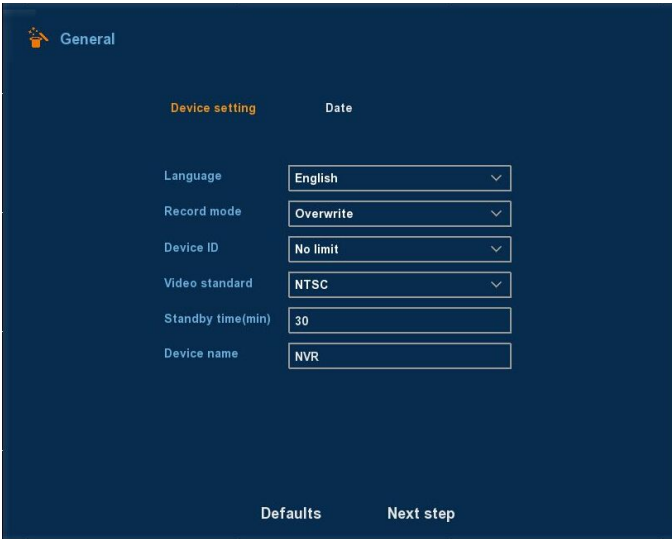 General
Device setting Date
Language English
Record mode Overwrite
Device ID No limit
Video standard NTSC
Standby time(min) 30
Device name NVR
Defaults Next step